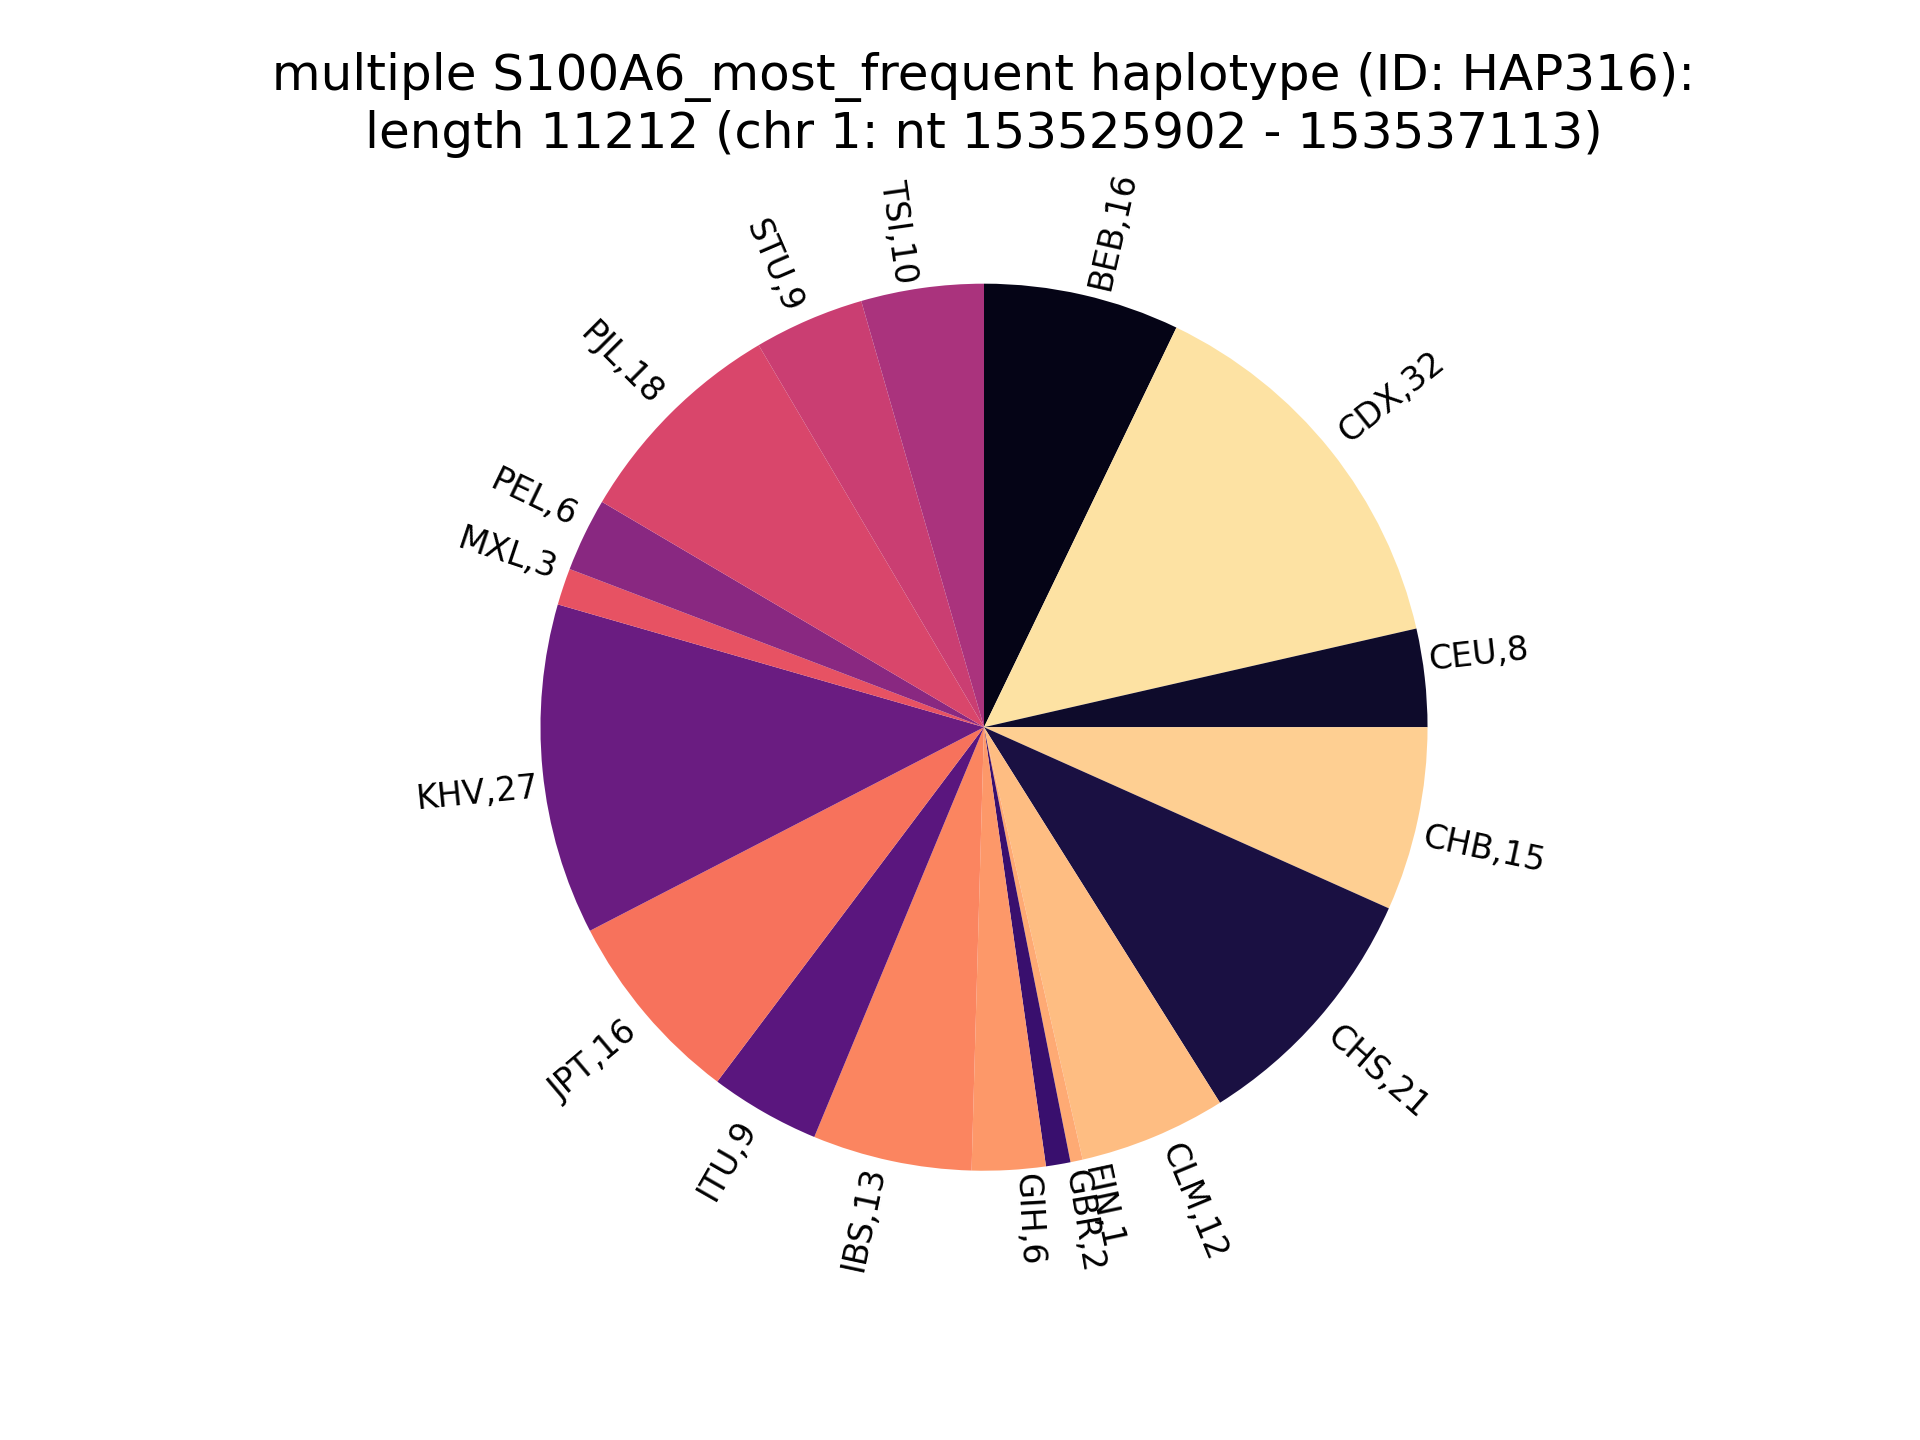 multiple S100A6_most_frequent haplotype (ID: HAP316):
length 11212 (chr 1: nt 153525902 - 153537113)
BEB,16
CDX,32
CEU,8
CHB,15
CHS,21
CLM,12
FIN,1
GBR,2
GIH,6
IBS,13
ITU,9
JPT,16
KHV,27
MXL,3
PEL,6
PJL,18
STU,9
TSI,10